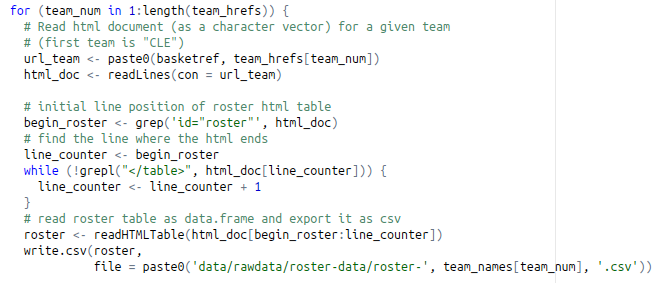 for (team_num in 1:length(team_hrefs)) {
  # Read html document (as a character vector) for a given team
  # (first team is "CLE")
  url_team <- paste0(basketref, team_hrefs[team_num])
  html_doc <- readLines(con = url_team)

  # initial line position of roster html table
  begin_roster <- grep('id="roster"', html_doc)
  # find the line where the html ends
  line_counter <- begin_roster
  while (!grepl("</table>", html_doc[line_counter])) {
    line_counter <- line_counter + 1
  }
  # read roster table as data.frame and export it as csv
  roster <- readHTMLTable(html_doc[begin_roster:line_counter])
  write.csv(roster,
            file = paste0('data/rawdata/roster-data/roster-', team_names[team_num], '.csv'))